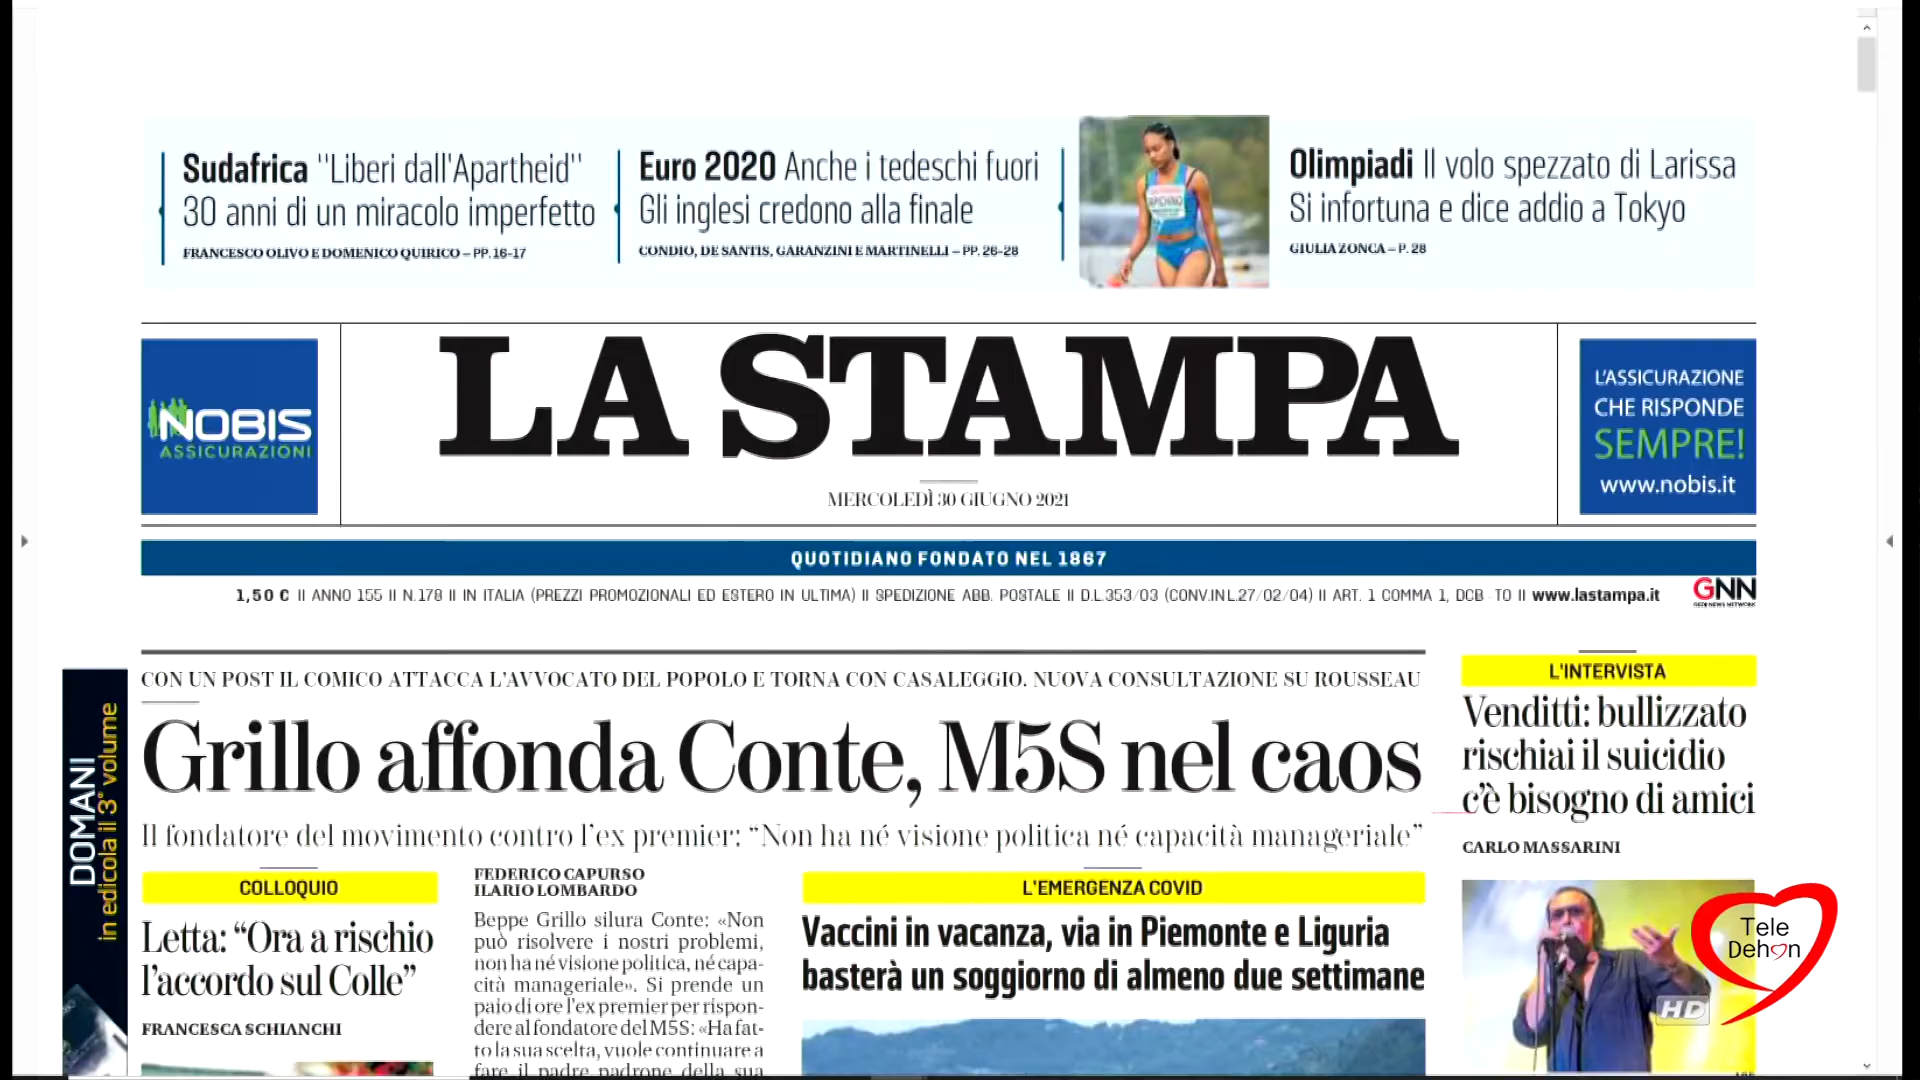 Sudafrica "Liberi dall'Apartheid"
30 anni di un miracolo imperfetto
FRANCESCO OLIVO E DOMENICO QUIRICO – PP. 16-17
Euro 2020 Anche i tedeschi fuori
Gli inglesi credono alla finale
CONDIO, DE SANTIS, GARANZINI E MARTINELLI – PP. 26-28
Olimpiadi Il volo spezzato di Larissa
Si infortuna e dice addio a Tokyo
GIULIA ZONCA – P. 28
NOBIS
ASSICURAZIONI
LA STAMPA
MERCOLEDÌ 30 GIUGNO 2021
L'ASSICURAZIONE
CHE RISPONDE
SEMPRE!
www.nobis.it
QUOTIDIANO FONDATO NEL 1867
1,50 € II ANNO 155 II N.178 II IN ITALIA (PREZZI PROMOZIONALI ED ESTERO IN ULTIMA) II SPEDIZIONE ABB. POSTALE II D.L.353/03 (CONV.IN L.27/02/04) II ART. 1 COMMA 1, DCB - TO II www.lastampa.it
GNN
GEDI NEWS NETWORK
DOMANI
in edicola il 3° volume
CON UN POST IL COMICO ATTACCA L'AVVOCATO DEL POPOLO E TORNA CON CASALEGGIO. NUOVA CONSULTAZIONE SU ROUSSEAU
Grillo affonda Conte, M5S nel caos
Il fondatore del movimento contro l'ex premier: “Non ha né visione politica né capacità manageriale”
COLLOQUIO
Letta: “Ora a rischio
l'accordo sul Colle”
FRANCESCA SCHIANCHI
FEDERICO CAPURSO
ILARIO LOMBARDO
Beppe Grillo silura Conte: «Non
può risolvere i nostri problemi,
non ha né visione politica, né capa-
cità manageriale». Si prende un
paio di ore l'ex premier per rispon-
dere al fondatore del M5S: «Ha fat-
to la sua scelta, vuole continuare a
fare il padre padrone della sua
L'EMERGENZA COVID
Vaccini in vacanza, via in Piemonte e Liguria
basterà un soggiorno di almeno due settimane
L'INTERVISTA
Venditti: bullizzato
rischiai il suicidio
c'è bisogno di amici
CARLO MASSARINI
Tele
Dehon
HD